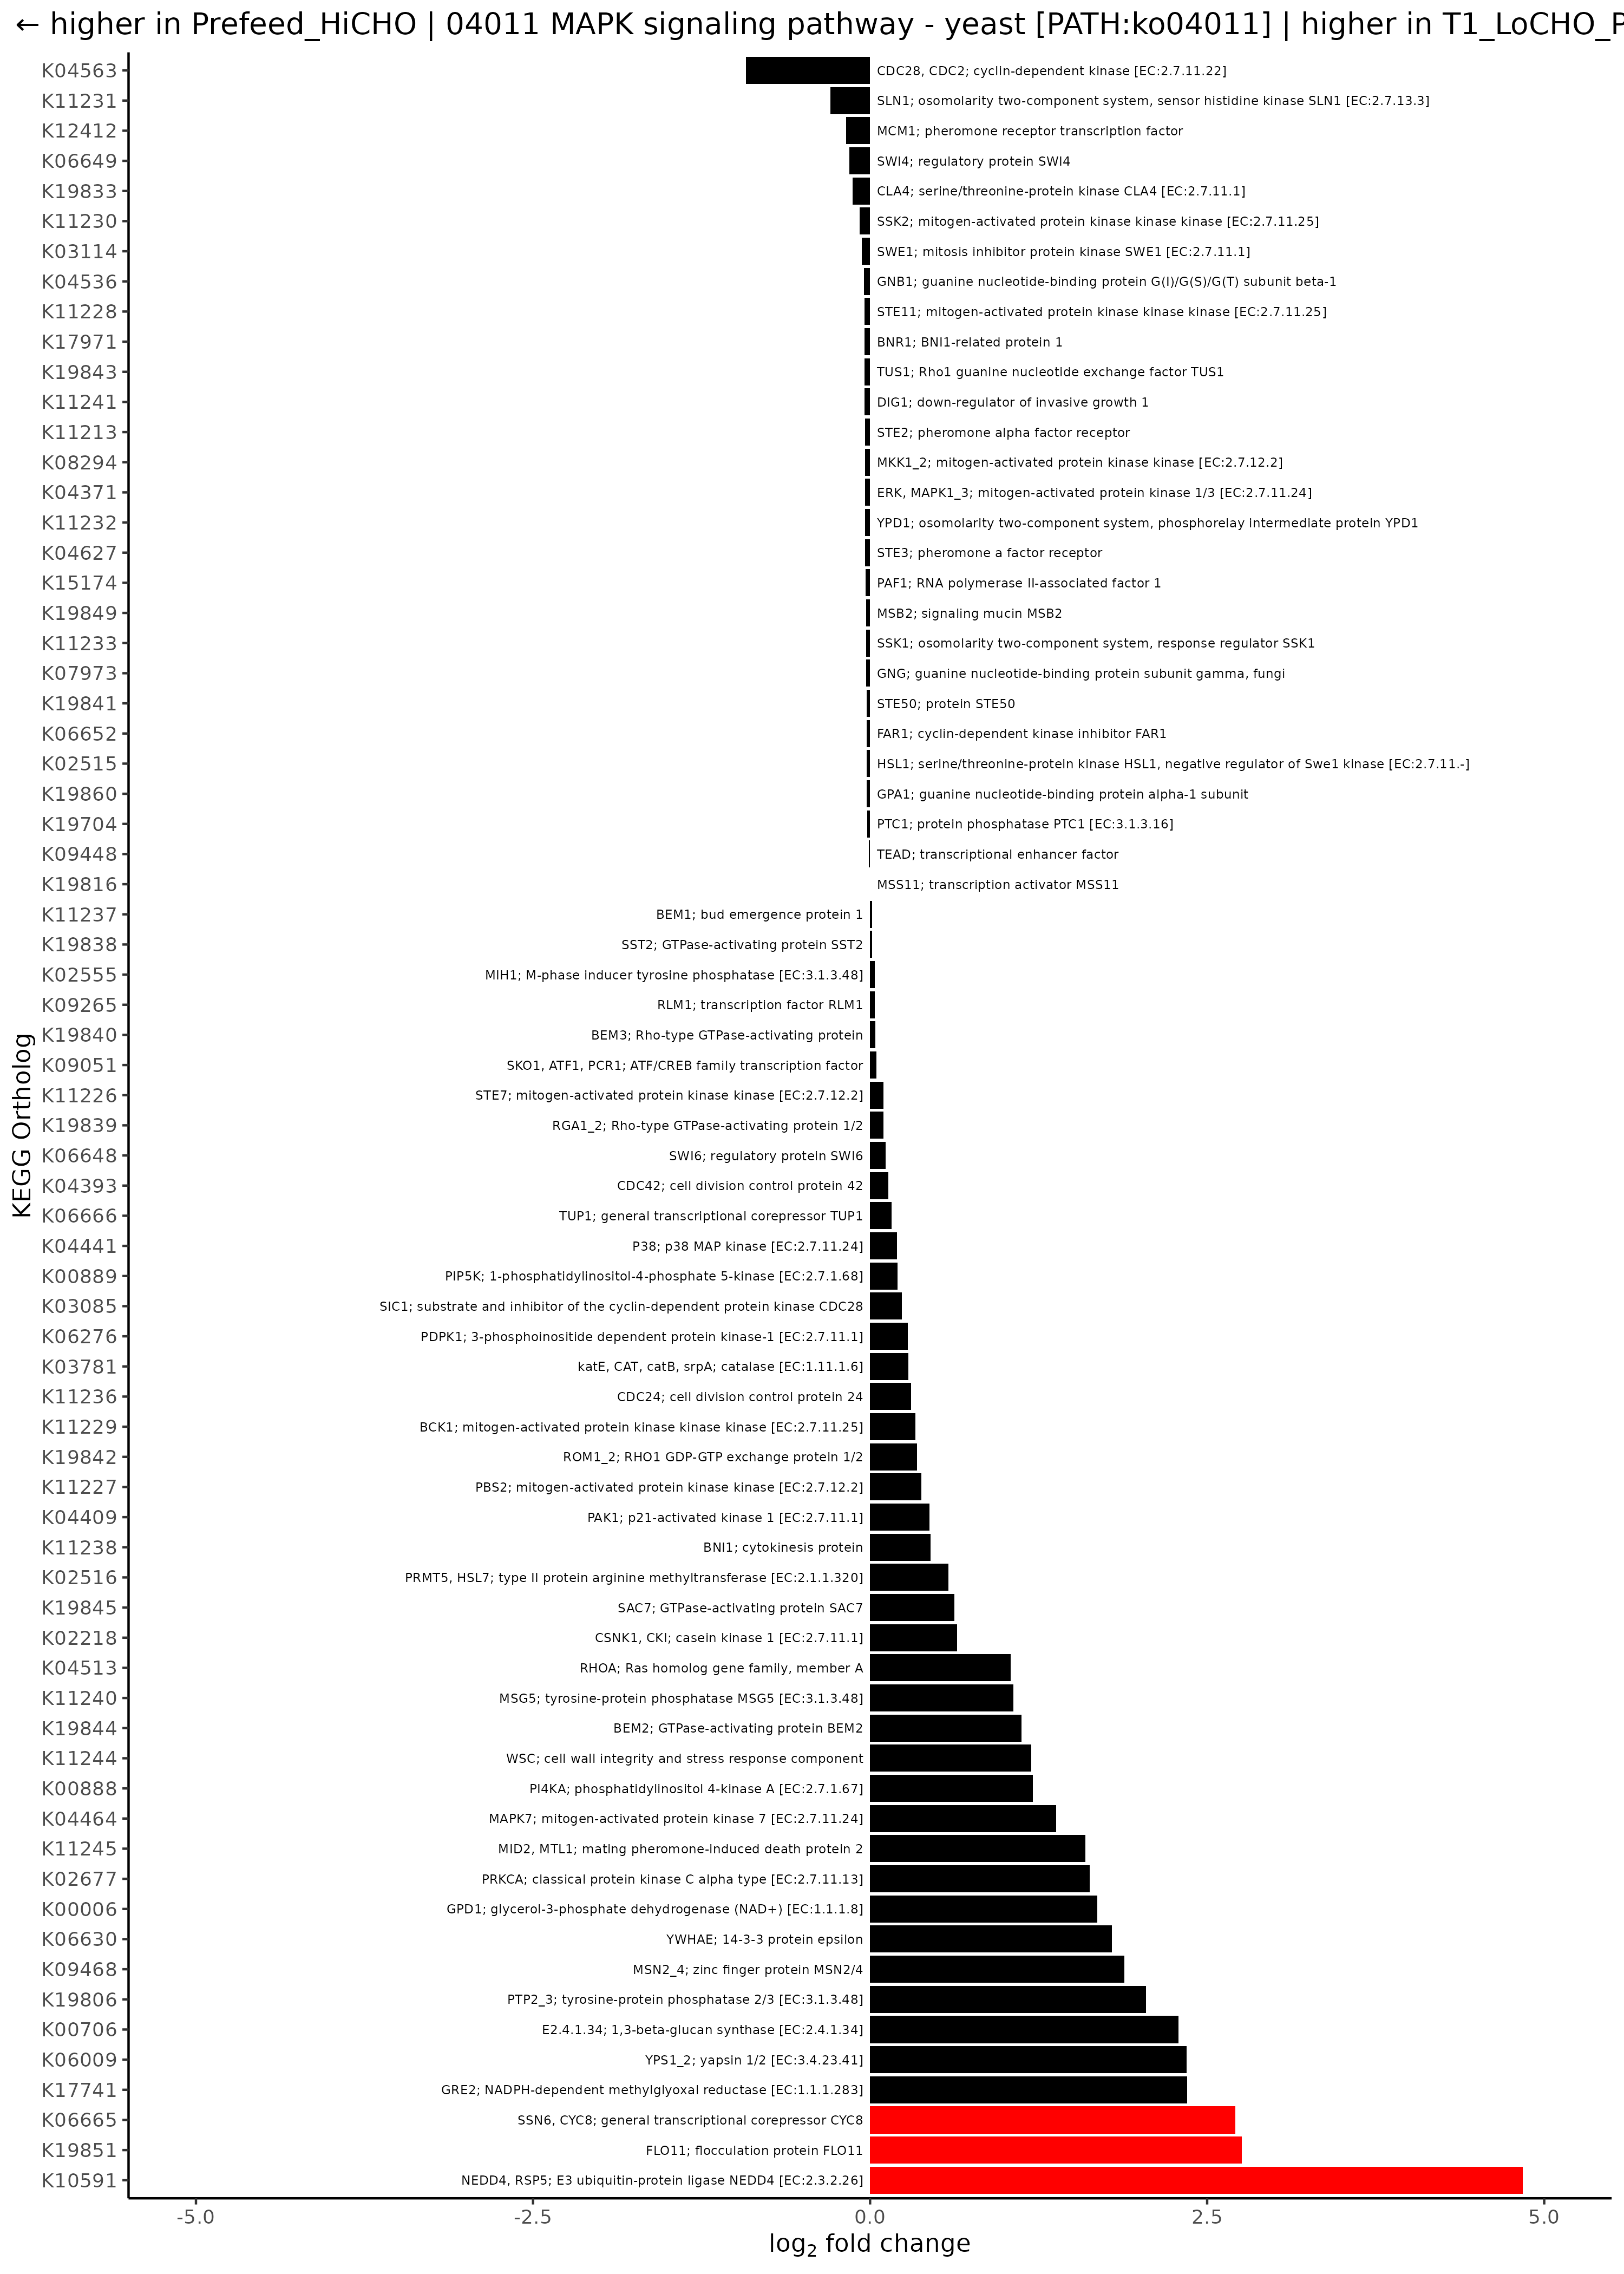 ← higher in Prefeed_HiCHO | 04011 MAPK signaling pathway - yeast [PATH:ko04011] | higher in T1_LoCHO_P
K04563 CDC28, CDC2; cyclin-dependent kinase [EC:2.7.11.22]
K11231 SLN1; osomolarity two-component system, sensor histidine kinase SLN1 [EC:2.7.13.3]
K12412 MCM1; pheromone receptor transcription factor
K06649 SWI4; regulatory protein SWI4
K19833 CLA4; serine/threonine-protein kinase CLA4 [EC:2.7.11.1]
K11230 SSK2; mitogen-activated protein kinase kinase kinase [EC:2.7.11.25]
K03114 SWE1; mitosis inhibitor protein kinase SWE1 [EC:2.7.11.1]
K04536 GNB1; guanine nucleotide-binding protein G(I)/G(S)/G(T) subunit beta-1
K11228 STE11; mitogen-activated protein kinase kinase kinase [EC:2.7.11.25]
K17971 BNR1; BNI1-related protein 1
K19843 TUS1; Rho1 guanine nucleotide exchange factor TUS1
K11241 DIG1; down-regulator of invasive growth 1
K11213 STE2; pheromone alpha factor receptor
K08294 MKK1_2; mitogen-activated protein kinase kinase [EC:2.7.12.2]
K04371 ERK, MAPK1_3; mitogen-activated protein kinase 1/3 [EC:2.7.11.24]
K11232 YPD1; osomolarity two-component system, phosphorelay intermediate protein YPD1
K04627 STE3; pheromone a factor receptor
K15174 PAF1; RNA polymerase II-associated factor 1
K19849 MSB2; signaling mucin MSB2
K11233 SSK1; osomolarity two-component system, response regulator SSK1
K07973 GNG; guanine nucleotide-binding protein subunit gamma, fungi
K19841 STE50; protein STE50
K06652 FAR1; cyclin-dependent kinase inhibitor FAR1
K02515 HSL1; serine/threonine-protein kinase HSL1, negative regulator of Swe1 kinase [EC:2.7.11.-]
K19860 GPA1; guanine nucleotide-binding protein alpha-1 subunit
K19704 PTC1; protein phosphatase PTC1 [EC:3.1.3.16]
K09448 TEAD; transcriptional enhancer factor
K19816 MSS11; transcription activator MSS11
K11237 BEM1; bud emergence protein 1
K19838 SST2; GTPase-activating protein SST2
K02555 MIH1; M-phase inducer tyrosine phosphatase [EC:3.1.3.48]
K09265 RLM1; transcription factor RLM1
K19840 BEM3; Rho-type GTPase-activating protein
K09051 SKO1, ATF1, PCR1; ATF/CREB family transcription factor
K11226 STE7; mitogen-activated protein kinase kinase [EC:2.7.12.2]
K19839 RGA1_2; Rho-type GTPase-activating protein 1/2
K06648 SWI6; regulatory protein SWI6
K04393 CDC42; cell division control protein 42
K06666 TUP1; general transcriptional corepressor TUP1
K04441 P38; p38 MAP kinase [EC:2.7.11.24]
K00889 PIP5K; 1-phosphatidylinositol-4-phosphate 5-kinase [EC:2.7.1.68]
K03085 SIC1; substrate and inhibitor of the cyclin-dependent protein kinase CDC28
K06276 PDPK1; 3-phosphoinositide dependent protein kinase-1 [EC:2.7.11.1]
K03781 katE, CAT, catB, srpA; catalase [EC:1.11.1.6]
K11236 CDC24; cell division control protein 24
K11229 BCK1; mitogen-activated protein kinase kinase kinase [EC:2.7.11.25]
K19842 ROM1_2; RHO1 GDP-GTP exchange protein 1/2
K11227 PBS2; mitogen-activated protein kinase kinase [EC:2.7.12.2]
K04409 PAK1; p21-activated kinase 1 [EC:2.7.11.1]
K11238 BNI1; cytokinesis protein
K02516 PRMT5, HSL7; type II protein arginine methyltransferase [EC:2.1.1.320]
K19845 SAC7; GTPase-activating protein SAC7
K02218 CSNK1, CKI; casein kinase 1 [EC:2.7.11.1]
K04513 RHOA; Ras homolog gene family, member A
K11240 MSG5; tyrosine-protein phosphatase MSG5 [EC:3.1.3.48]
K19844 BEM2; GTPase-activating protein BEM2
K11244 WSC; cell wall integrity and stress response component
K00888 PI4KA; phosphatidylinositol 4-kinase A [EC:2.7.1.67]
K04464 MAPK7; mitogen-activated protein kinase 7 [EC:2.7.11.24]
K11245 MID2, MTL1; mating pheromone-induced death protein 2
K02677 PRKCA; classical protein kinase C alpha type [EC:2.7.11.13]
K00006 GPD1; glycerol-3-phosphate dehydrogenase (NAD+) [EC:1.1.1.8]
K06630 YWHAE; 14-3-3 protein epsilon
K09468 MSN2_4; zinc finger protein MSN2/4
K19806 PTP2_3; tyrosine-protein phosphatase 2/3 [EC:3.1.3.48]
K00706 E2.4.1.34; 1,3-beta-glucan synthase [EC:2.4.1.34]
K06009 YPS1_2; yapsin 1/2 [EC:3.4.23.41]
K17741 GRE2; NADPH-dependent methylglyoxal reductase [EC:1.1.1.283]
K06665 SSN6, CYC8; general transcriptional corepressor CYC8
K19851 FLO11; flocculation protein FLO11
K10591 NEDD4, RSP5; E3 ubiquitin-protein ligase NEDD4 [EC:2.3.2.26]
KEGG Ortholog
-5.0 -2.5 0.0 2.5 5.0
log2 fold change